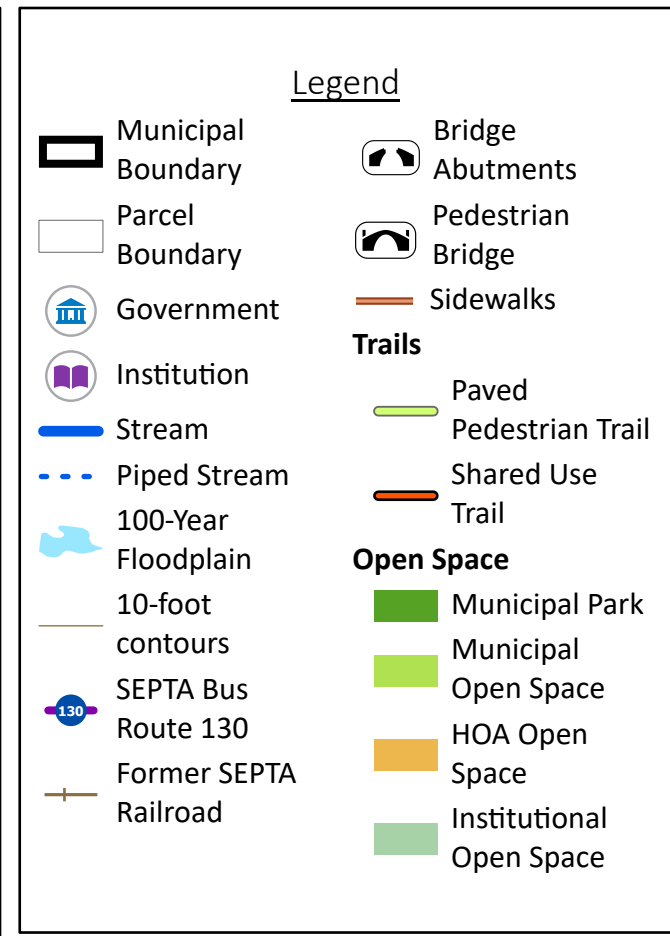 Legend
Municipal
Boundary
Parcel
Boundary
Government
Institution
Stream
Piped Stream
100-Year
Floodplain
10-foot
contours
130
SEPTA Bus
Route 130
Former SEPTA
Railroad
Bridge
Abutments
Pedestrian
Bridge
Sidewalks
Trails
Paved
Pedestrian Trail
Shared Use
Trail
Open Space
Municipal Park
Municipal
Open Space
HOA Open
Space
Institutional
Open Space